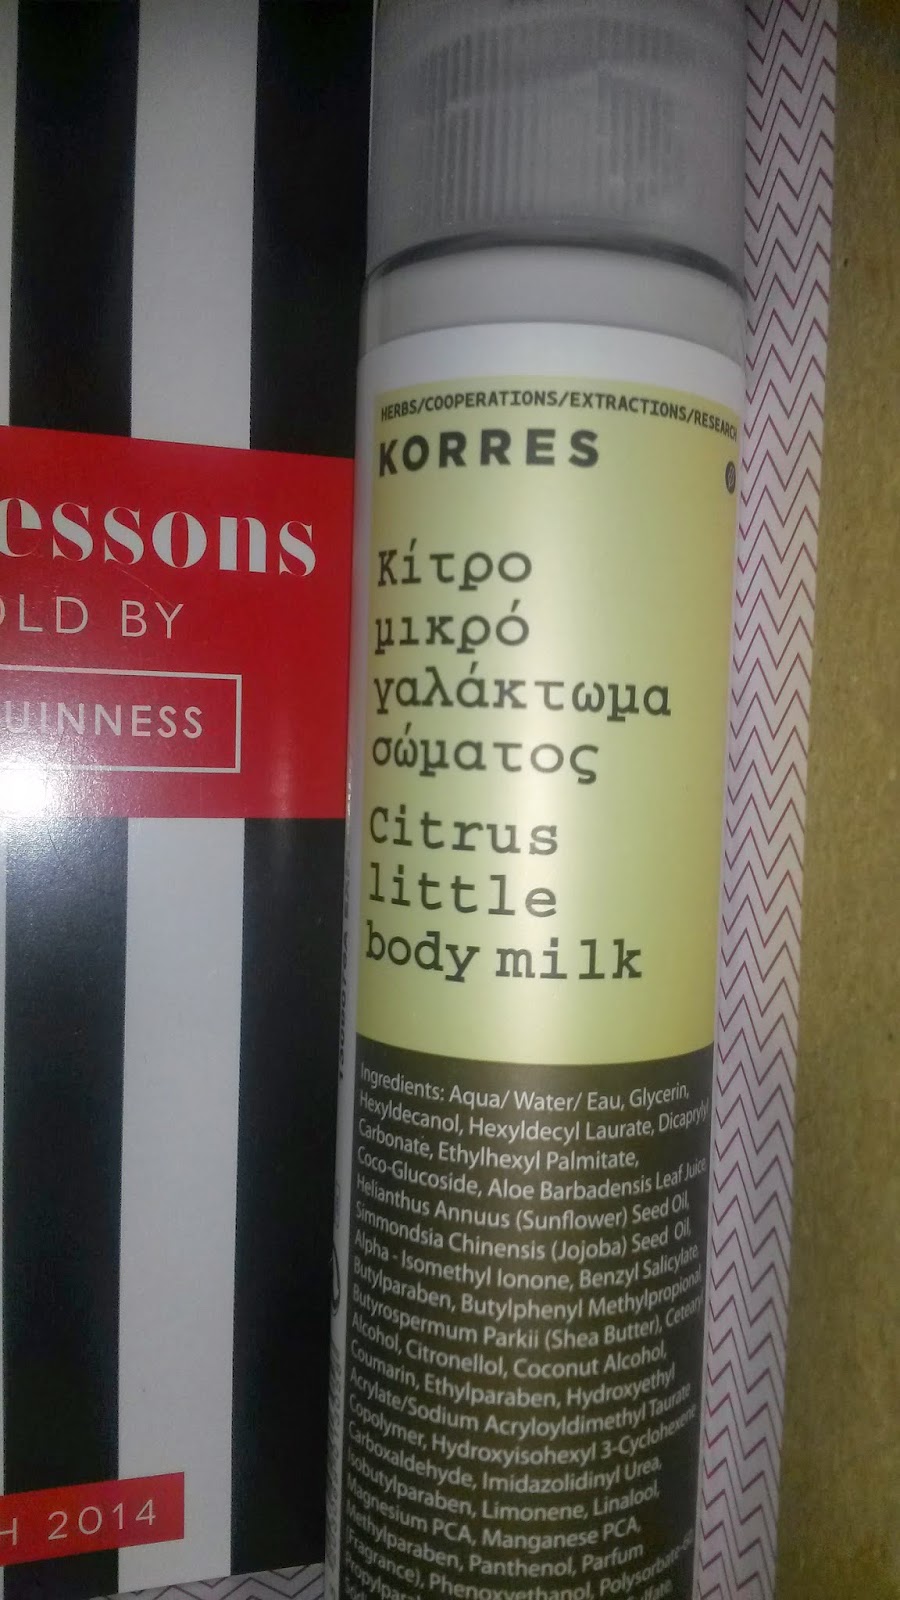 essons
OLD BY
UINNESS
H 2014
HERBS/COOPERATIONS/EXTRACTIONS/RESEARCH
KORRES
Κίτρο
μικρό
γαλάκτωμα
σώματος
Citrus
little
body milk
Ingredients: Aqua/ Water/ Eau, Glycerin,
Hexyldecanol, Hexyldecyl Laurate, Dicaprylyl
Carbonate, Ethylhexyl Palmitate,
Coco-Glucoside, Aloe Barbadensis Leaf Juice,
Helianthus Annuus (Sunflower) Seed Oil,
Simmondsia Chinensis (Jojoba) Seed Oil,
Alpha - Isomethyl Ionone, Benzyl Salicylate,
Butylparaben, Butylphenyl Methylpropional,
Butyrospermum Parkii (Shea Butter), Ceteary
Alcohol, Citronellol, Coconut Alcohol,
Coumarin, Ethylparaben, Hydroxyethyl
Acrylate/Sodium Acryloyldimethyl Taurate
Copolymer, Hydroxyisohexyl 3-Cyclohexene
Carboxaldehyde, Imidazolidinyl Urea,
Isobutylparaben, Limonene, Linalool,
Magnesium PCA, Manganese PCA,
Methylparaben, Panthenol, Parfum
(Fragrance), Phenoxyethanol, Polysorbate-60,